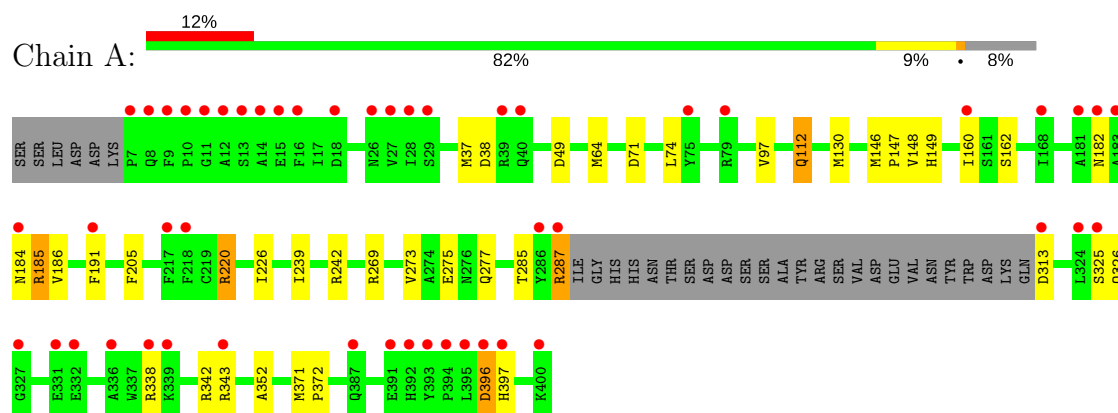 12%
Chain A:
82% 9% • 8%
SER SER LEU ASP ASP LYS P7 Q8 F9 P10 G11 A12 S13 A14 E15 F16 I17 D18 N26 V27 I28 S29 M37 D38 R39 Q40 D49 M64 D71 L74 Y75 R79 V97 Q112 M130 M146 P147 V148 H149 I160 S161 S162 I168 A181 N182 A183
N184 R185 V186 F191 F205 F217 F218 C219 R220 I226 I239 R242 R269 V273 A274 E275 N276 Q277 T285 Y286 R287 ILE GLY HIS HIS ASN THR SER ASP ASP SER SER ALA TYR ARG SER VAL ASP GLU VAL ASN TYR TRP ASP LYS GLN D313 L324 S325 Q326
G327 E331 E332 A336 W337 R338 K339 R342 R343 A352 M371 P372 Q387 E391 H392 Y393 P394 L395 D396 H397 K400